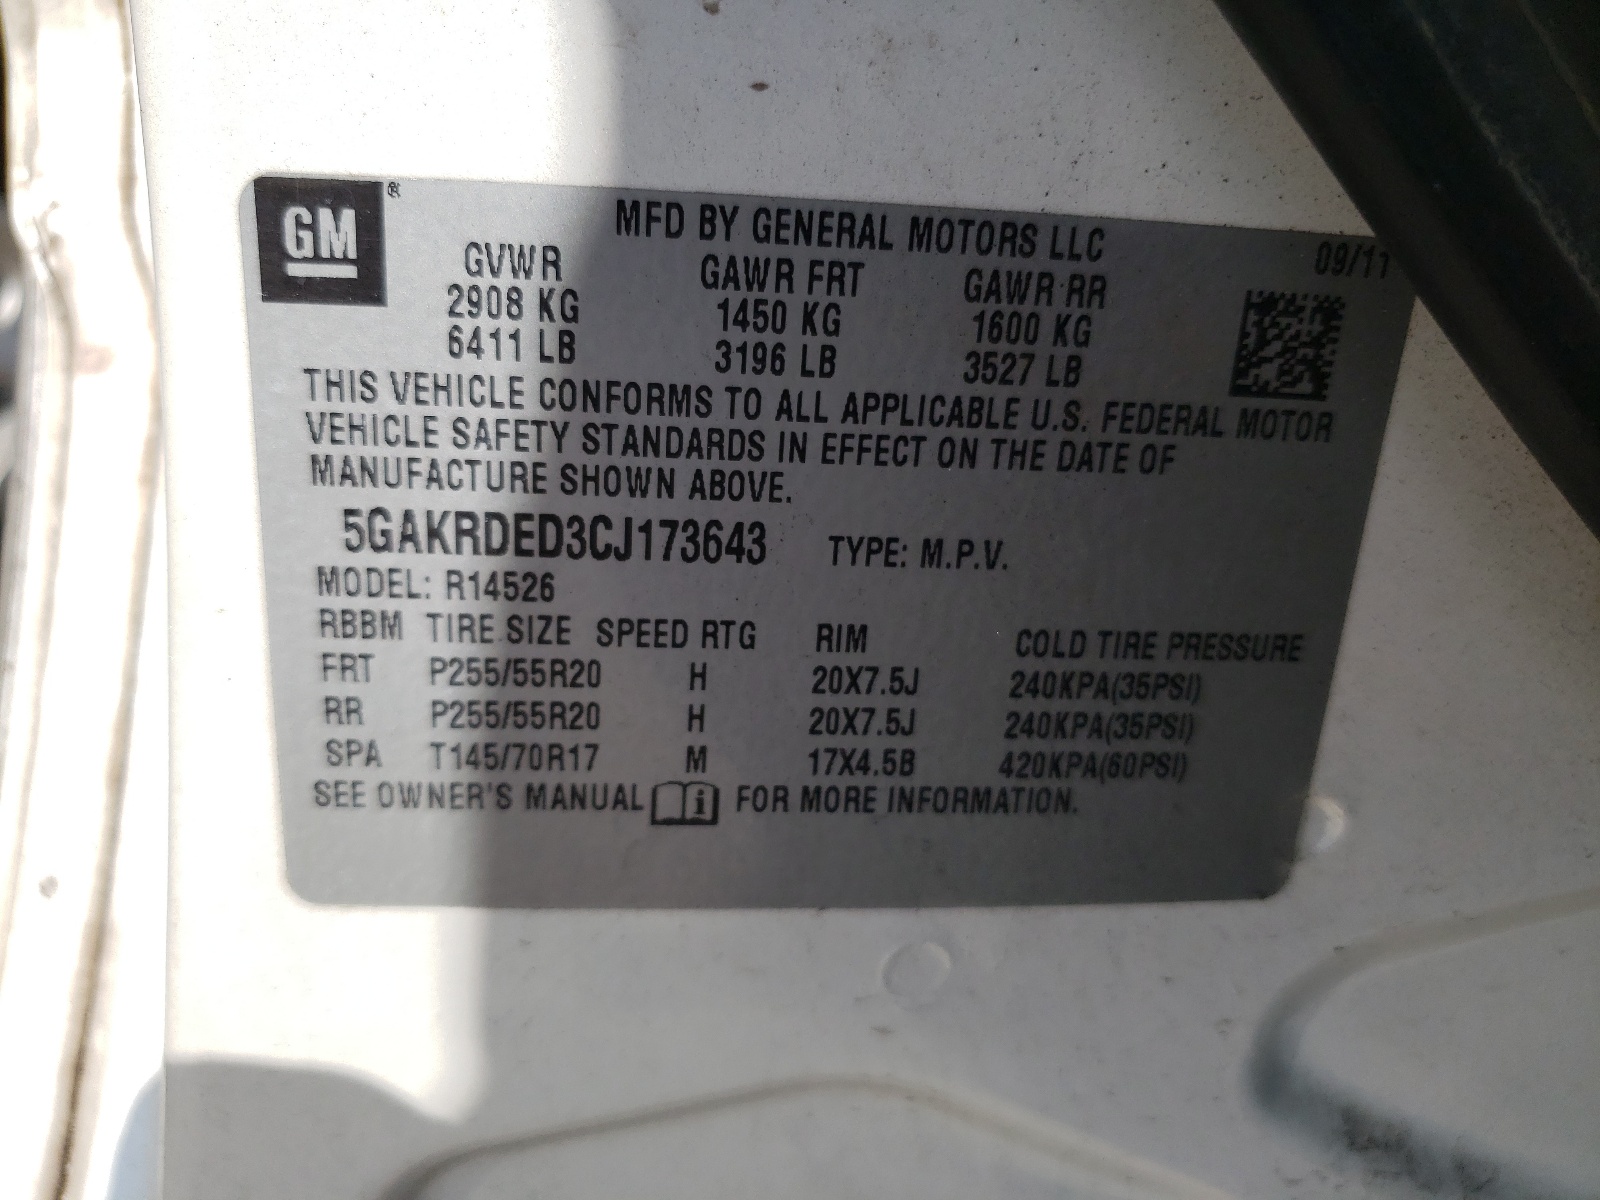 GM ®
MFD BY GENERAL MOTORS LLC 09/11
GVWR GAWR FRT GAWR RR
2908 KG 1450 KG 1600 KG
6411 LB 3196 LB 3527 LB
THIS VEHICLE CONFORMS TO ALL APPLICABLE U.S. FEDERAL MOTOR
VEHICLE SAFETY STANDARDS IN EFFECT ON THE DATE OF
MANUFACTURE SHOWN ABOVE.
5GAKRDED3CJ173643 TYPE: M.P.V.
MODEL: R14526
RBBM TIRE SIZE SPEED RTG RIM COLD TIRE PRESSURE
FRT P255/55R20 H 20X7.5J 240KPA(35PSI)
RR P255/55R20 H 20X7.5J 240KPA(35PSI)
SPA T145/70R17 M 17X4.5B 420KPA(60PSI)
SEE OWNER'S MANUAL i FOR MORE INFORMATION.